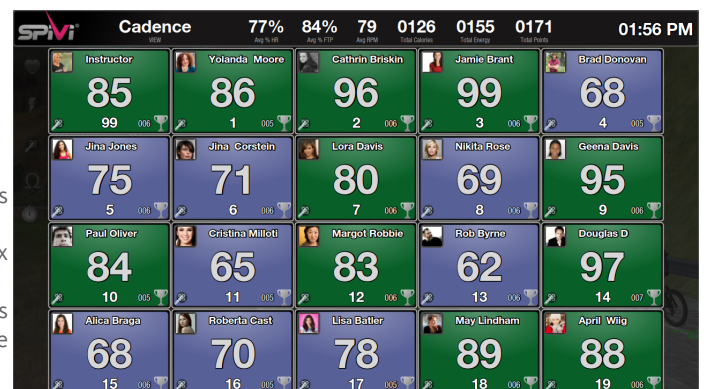 SPiVi Cadence 77% 84% 79 0126 0155 0171 01:56 PM
VIEW Avg % HR Avg % FTP Avg RPM Total Calories Total Energy Total Points
Instructor Yolanda Moore Cathrin Briskin Jamie Brant Brad Donovan
85 86 96 99 68
99 006 1 005 2 006 3 006 4 005
Jina Jones Jina Corstein Lora Davis Nikita Rose Geena Davis
75 71 80 69 95
5 006 6 006 7 006 8 006 9 006
Paul Oliver Cristina Milloti Margot Robbie Rob Byrne Douglas D
84 65 83 62 97
10 005 11 005 12 006 13 006 14 007
Alica Braga Roberta Cast Lisa Batler May Lindham April Wiig
68 70 78 89 88
15 006 16 005 17 005 18 006 19 006